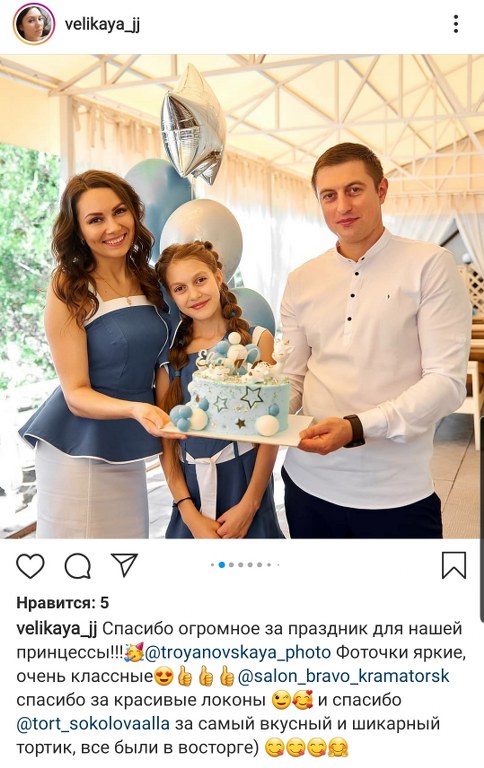 velikaya_jj
Нравится: 5
velikaya_jj Спасибо огромное за праздник для нашей
принцессы!!!🥳@troyanovskaya_photo Фоточки яркие,
очень классные😍👍👍👍@salon_bravo_kramatorsk
спасибо за красивые локоны 😉🥰 и спасибо
@tort_sokolovaalla за самый вкусный и шикарный
тортик, все были в восторге) 😋😋😋🤗